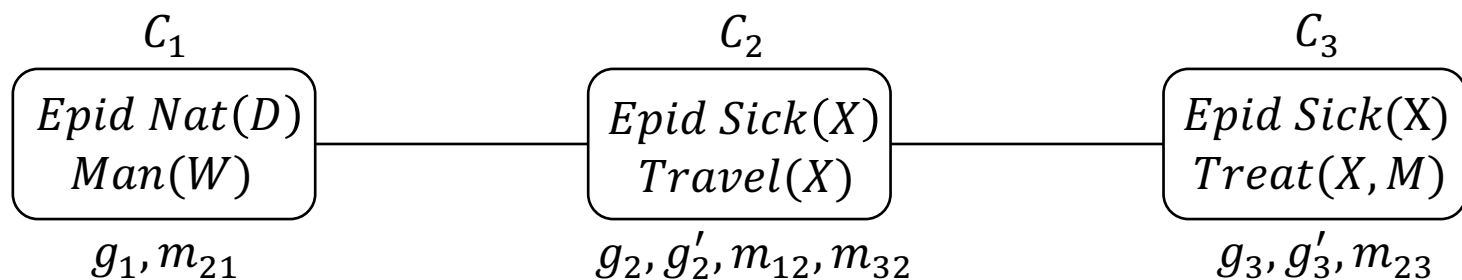 C₁
Epid Nat(D)
Man(W)
g₁, m₂₁
C₂
Epid Sick(X)
Travel(X)
g₂, g₂′, m₁₂, m₃₂
C₃
Epid Sick(X)
Treat(X, M)
g₃, g₃′, m₂₃